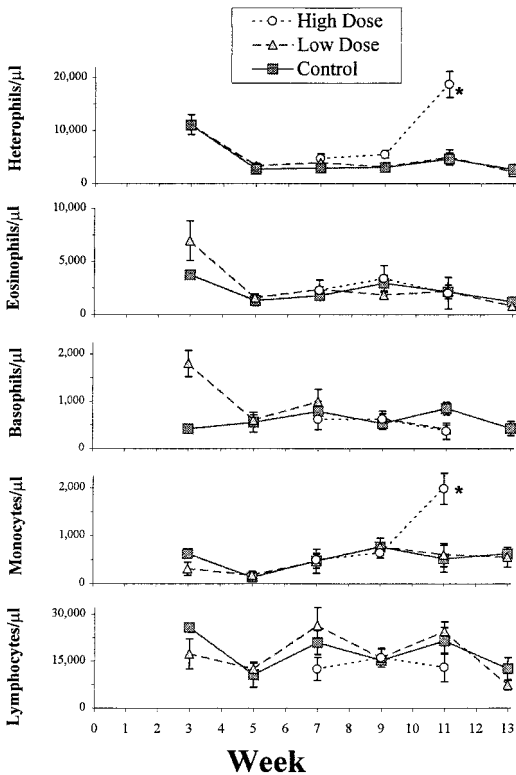 High Dose
Low Dose
Control
Heterophils/µl
20,000
10,000
0
*
Eosinophils/µl
10,000
5,000
0
Basophils/µl
2,000
1,000
0
Monocytes/µl
2,000
1,000
0
*
Lymphocytes/µl
30,000
15,000
0
0 1 2 3 4 5 6 7 8 9 10 11 12 13
Week